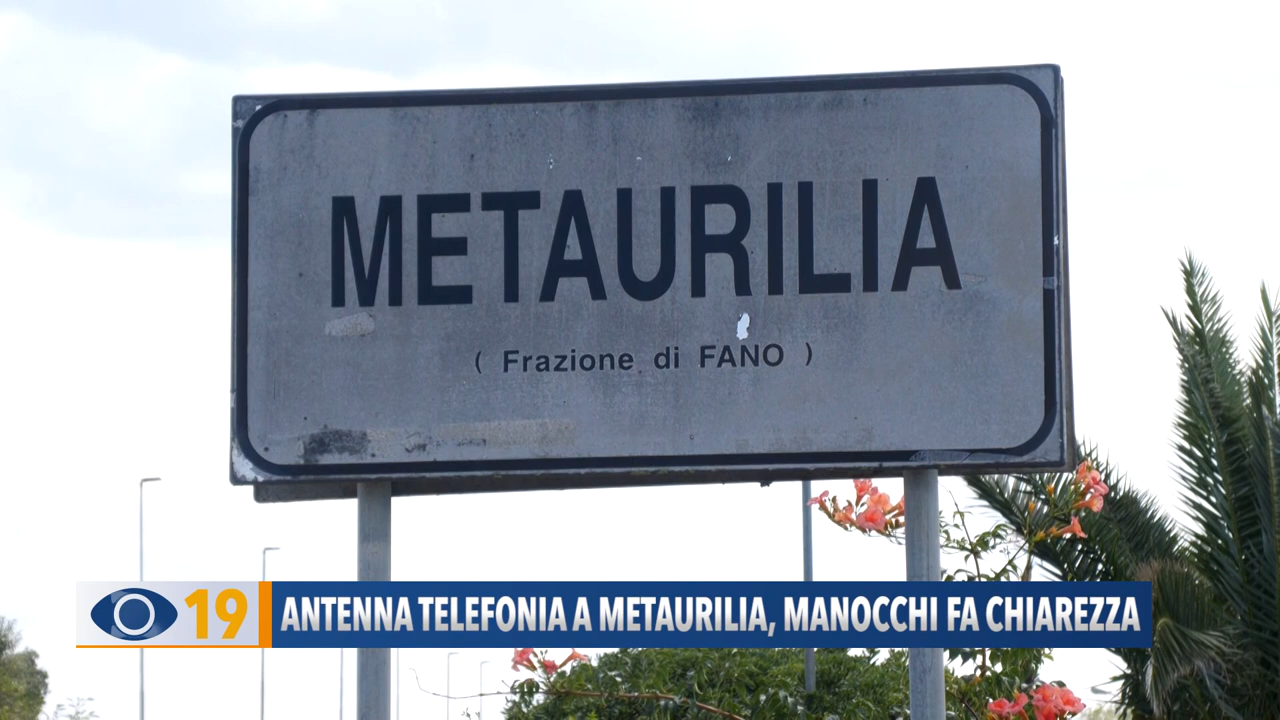 METAURILIA
( Frazione di FANO )
19 ANTENNA TELEFONIA A METAURILIA, MANOCCHI FA CHIAREZZA